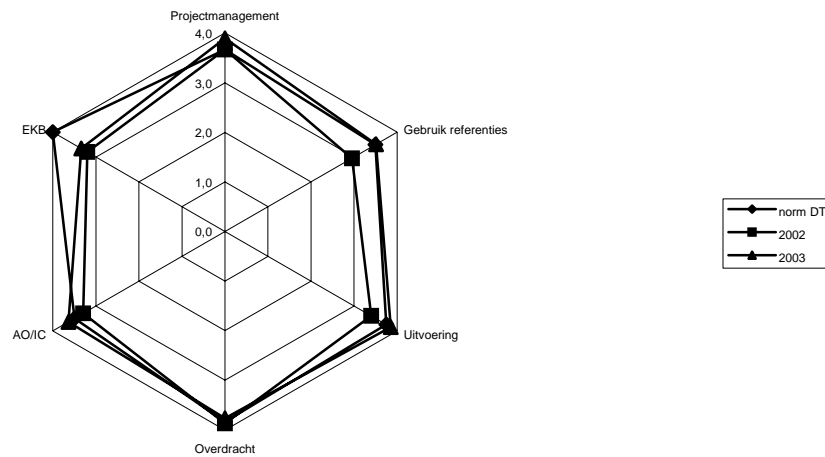 Projectmanagement
4,0
3,0
EKB
Gebruik referenties
2,0
1,0
norm DT
0,0
2002
2003
AO/IC
Uitvoering
Overdracht